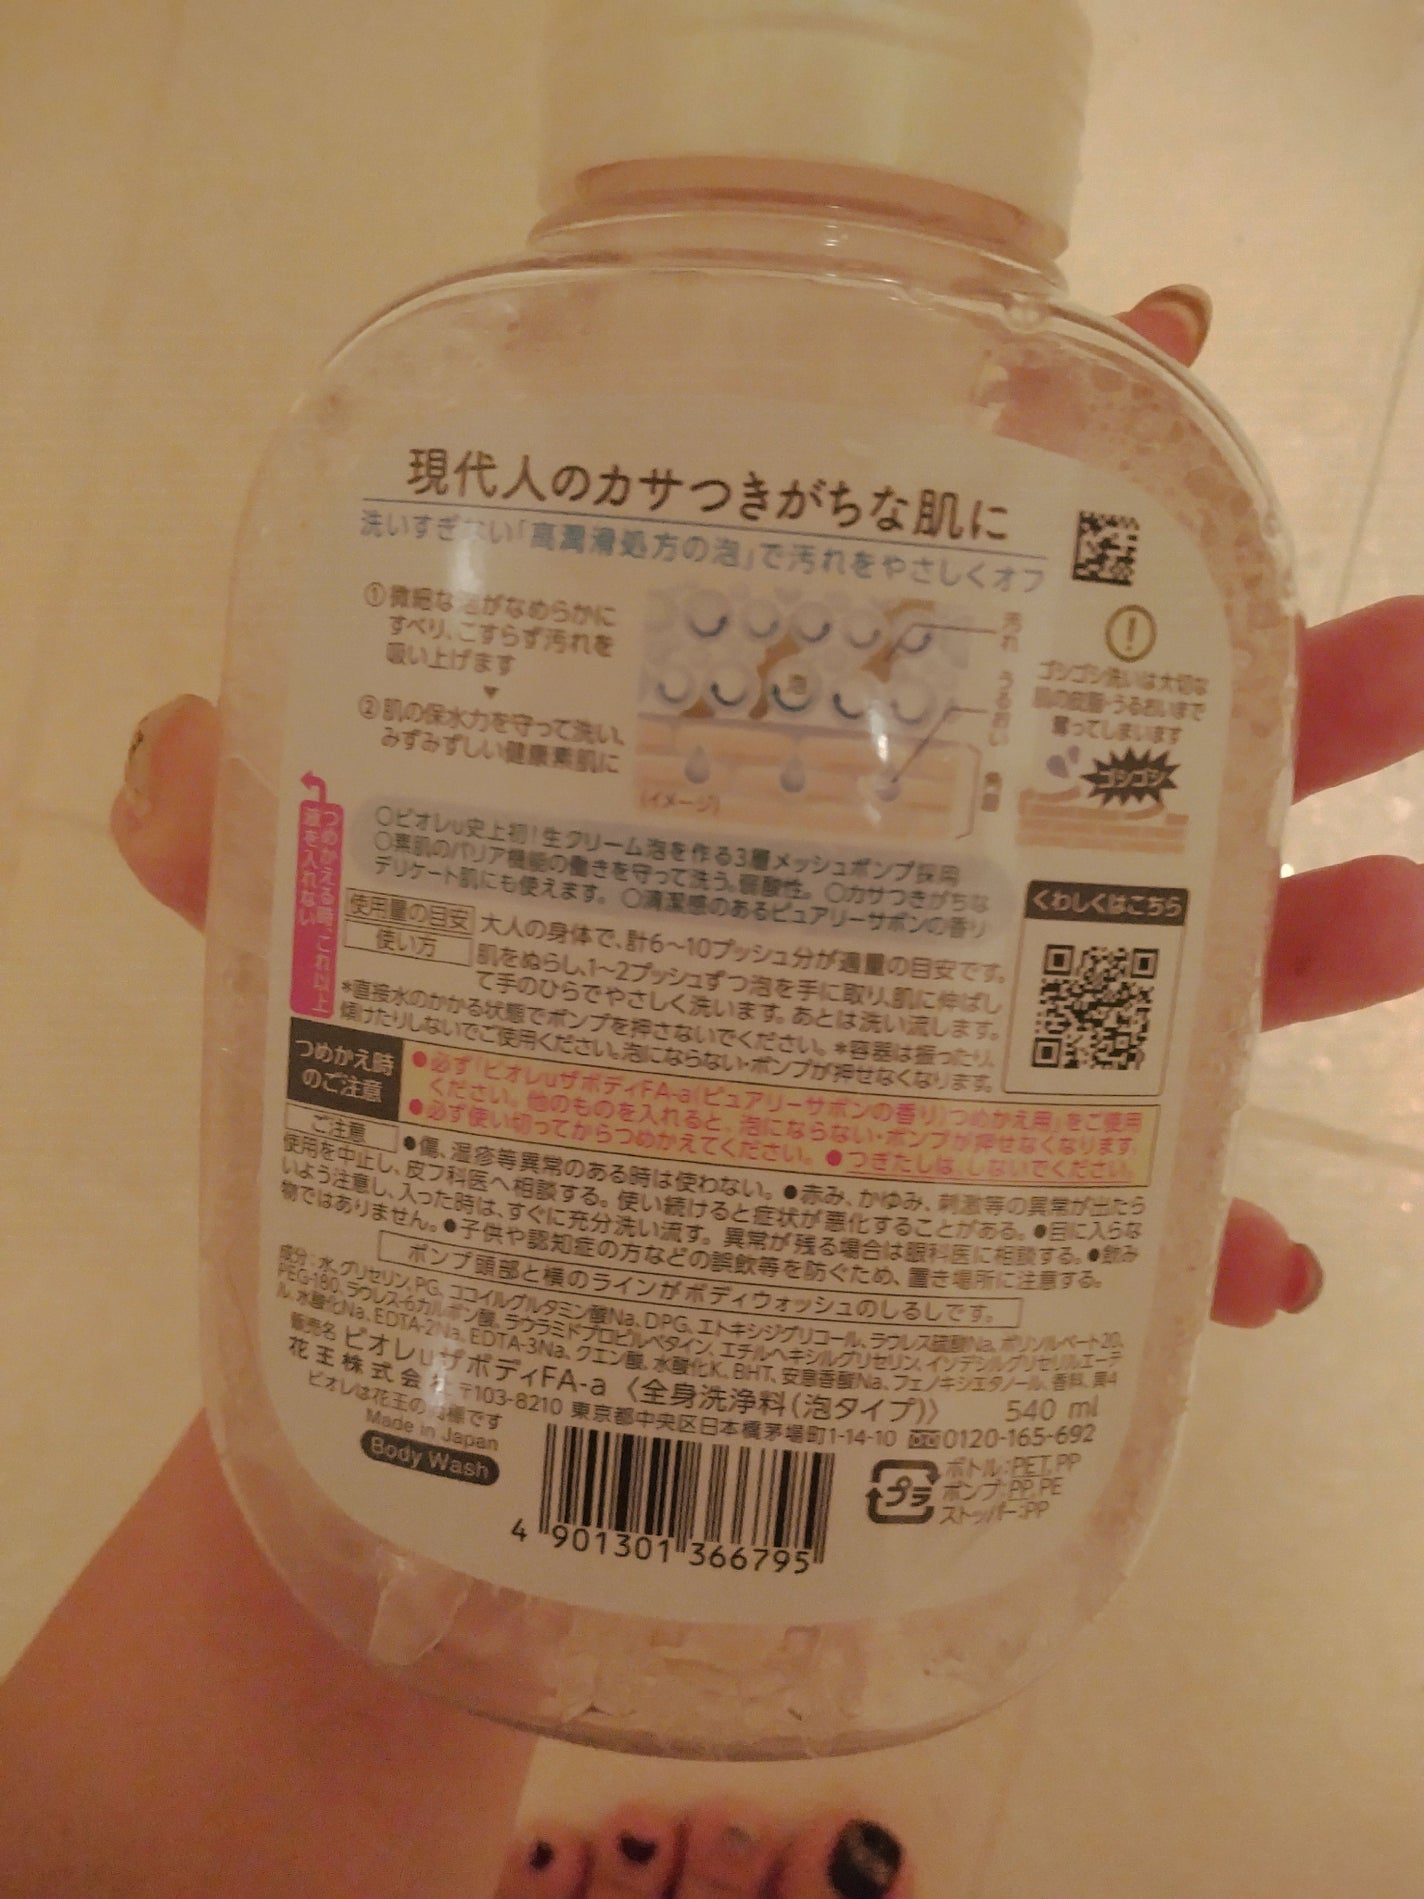 現代人のカサつきがちな肌に
洗いすぎない「高潤滑処方の泡」で汚れをやさしくオフ
①微細な泡がなめらかに
すべり、こすらず汚れを
吸い上げます
▼
②肌の保水力を守って洗い、
みずみずしい健康素肌に
泡
汚れ
うるおい
角層
(イメージ)
!
ゴシゴシ洗いは大切な
肌の皮脂・うるおいまで
奪ってしまいます
ゴシゴシ
つめかえる時、これ以上
液を入れない
○ビオレu史上初!生クリーム泡を作る3層メッシュポンプ採用
○素肌のバリア機能の働きを守って洗う。弱酸性。 ○カサつきがちな
デリケート肌にも使えます。 ○清潔感のあるピュアリーサボンの香り
くわしくはこちら
使用量の目安 大人の身体で、計6~10プッシュ分が適量の目安です。
使い方 肌をぬらし、1~2プッシュずつ泡を手に取り、肌に伸ばし
て手のひらでやさしく洗います。あとは洗い流します。
*直接水のかかる状態でポンプを押さないでください。*容器は振ったり、
傾けたりしないでご使用ください。泡にならない・ポンプが押せなくなります。
つめかえ時
のご注意
●必ず「ビオレuザボディFA-a(ピュアリーサボンの香り)つめかえ用」をご使用
ください。他のものを入れると、泡にならない・ポンプが押せなくなります。
●必ず使い切ってからつめかえてください。 ●つぎたしは、しないでください。
ご注意 ●傷、湿疹等異常のある時は使わない。●赤み、かゆみ、刺激等の異常が出たら
使用を中止し、皮フ科医へ相談する。使い続けると症状が悪化することがある。●目に入らな
いよう注意し、入った時は、すぐに充分洗い流す。異常が残る場合は眼科医に相談する。●飲み
物ではありません。●子供や認知症の方などの誤飲等を防ぐため、置き場所に注意する。
ポンプ頭部と横のラインがボディウォッシュのしるしです。
成分:水、グリセリン、PG、ココイルグルタミン酸Na、DPG、エトキシジグリコール、ラウレス硫酸Na、ポリソルベート20、
PEG-180、ラウレス-6カルボン酸、ラウラミドプロピルベタイン、エチルヘキシルグリセリン、イソデシルグリセリルエーテ
ル、水酸化Na、EDTA-2Na、EDTA-3Na、クエン酸、水酸化K、BHT、安息香酸Na、フェノキシエタノール、香料、黄4
販売名 ビオレuザボディFA-a 〈全身洗浄料(泡タイプ)〉 540 ml
花王株式会社 〒103-8210 東京都中央区日本橋茅場町1-14-10 0120-165-692
ビオレは花王の商標です
Made in Japan
Body Wash
プラ
ボトル:PET,PP
ポンプ:PP,PE
ストッパー:PP
4 901301 366795